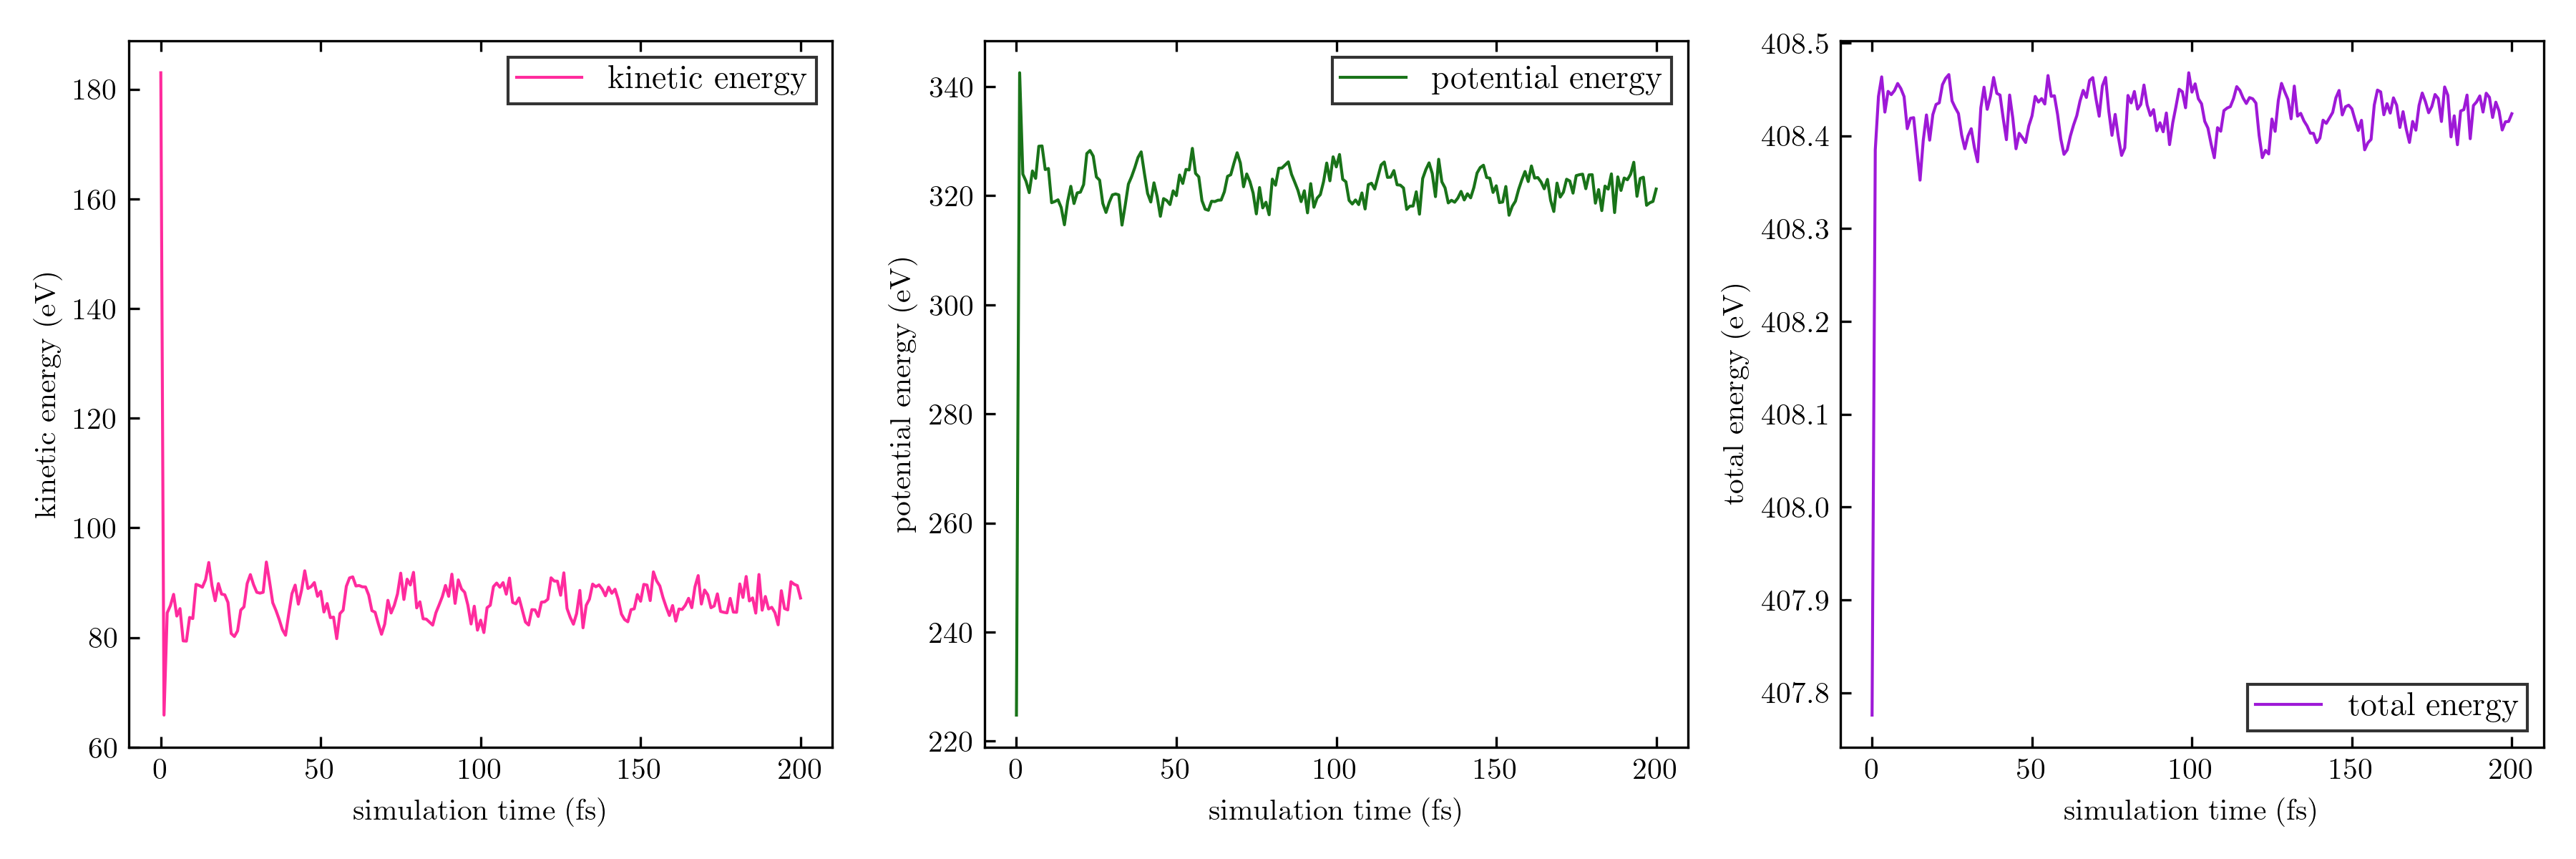 kinetic energy
180
160
140
120
100
80
60
kinetic energy (eV)
0 50 100 150 200
simulation time (fs)
potential energy
340
320
300
280
260
240
220
potential energy (eV)
0 50 100 150 200
simulation time (fs)
408.5
408.4
408.3
408.2
408.1
408.0
407.9
407.8
total energy (eV)
total energy
0 50 100 150 200
simulation time (fs)